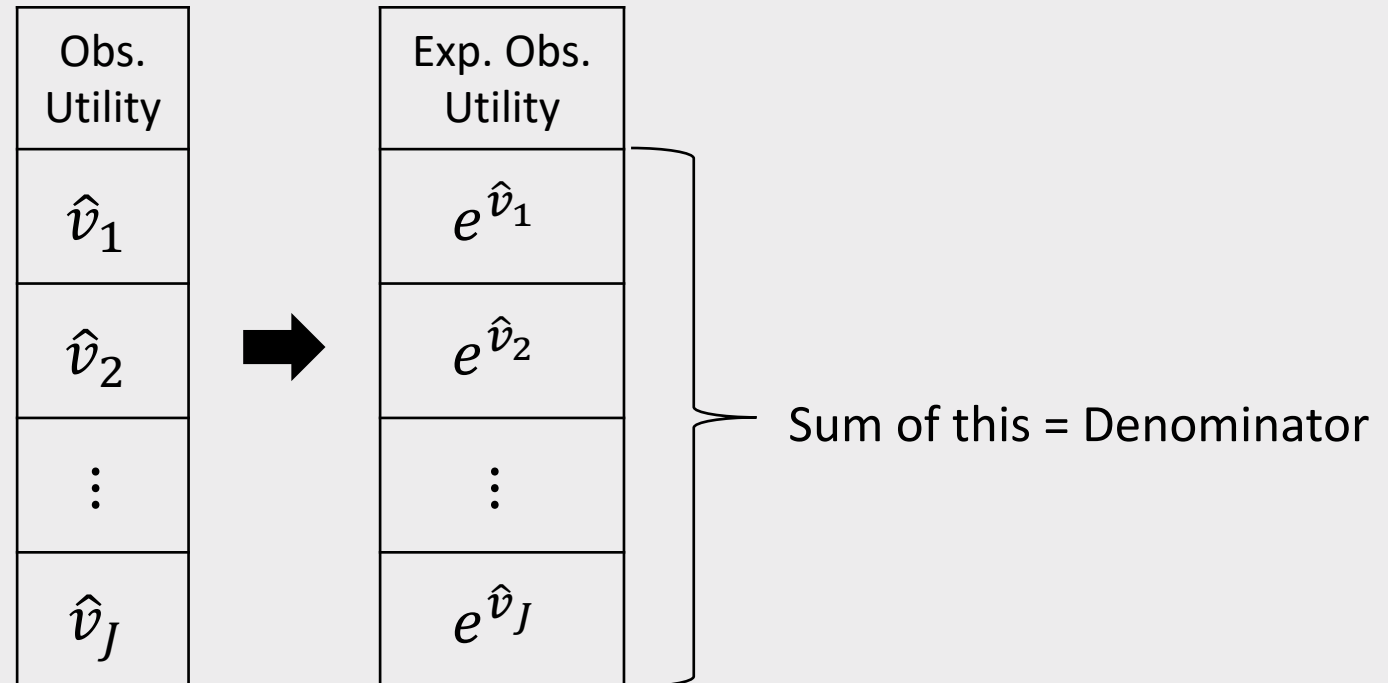 Obs.
Utility
v̂₁
v̂₂
⋮
v̂_J
Exp. Obs.
Utility
e^{v̂₁}
e^{v̂₂}
⋮
e^{v̂_J}
Sum of this = Denominator